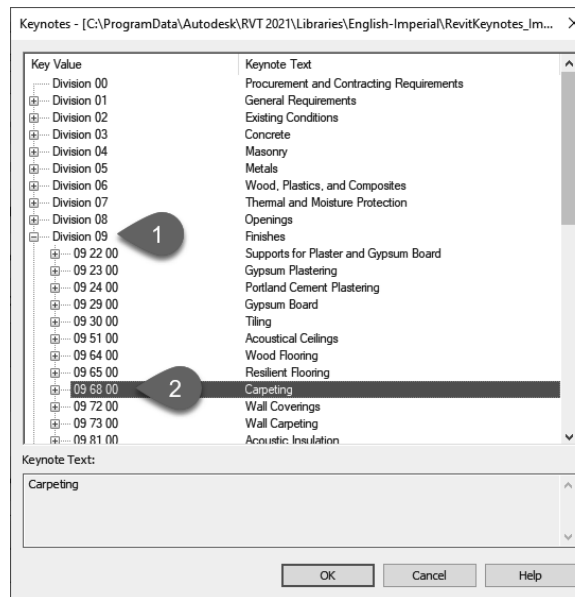 Keynotes - [C:\ProgramData\Autodesk\RVT 2021\Libraries\English-Imperial\RevitKeynotes_Im... ×
Key Value Keynote Text
Division 00 Procurement and Contracting Requirements
Division 01 General Requirements
Division 02 Existing Conditions
Division 03 Concrete
Division 04 Masonry
Division 05 Metals
Division 06 Wood, Plastics, and Composites
Division 07 Thermal and Moisture Protection
Division 08 Openings
Division 09 1 Finishes
09 22 00 Supports for Plaster and Gypsum Board
09 23 00 Gypsum Plastering
09 24 00 Portland Cement Plastering
09 29 00 Gypsum Board
09 30 00 Tiling
09 51 00 Acoustical Ceilings
09 64 00 Wood Flooring
09 65 00 Resilient Flooring
09 68 00 2 Carpeting
09 72 00 Wall Coverings
09 73 00 Wall Carpeting
09 81 00 Acoustic Insulation
Keynote Text:
Carpeting
OK Cancel Help